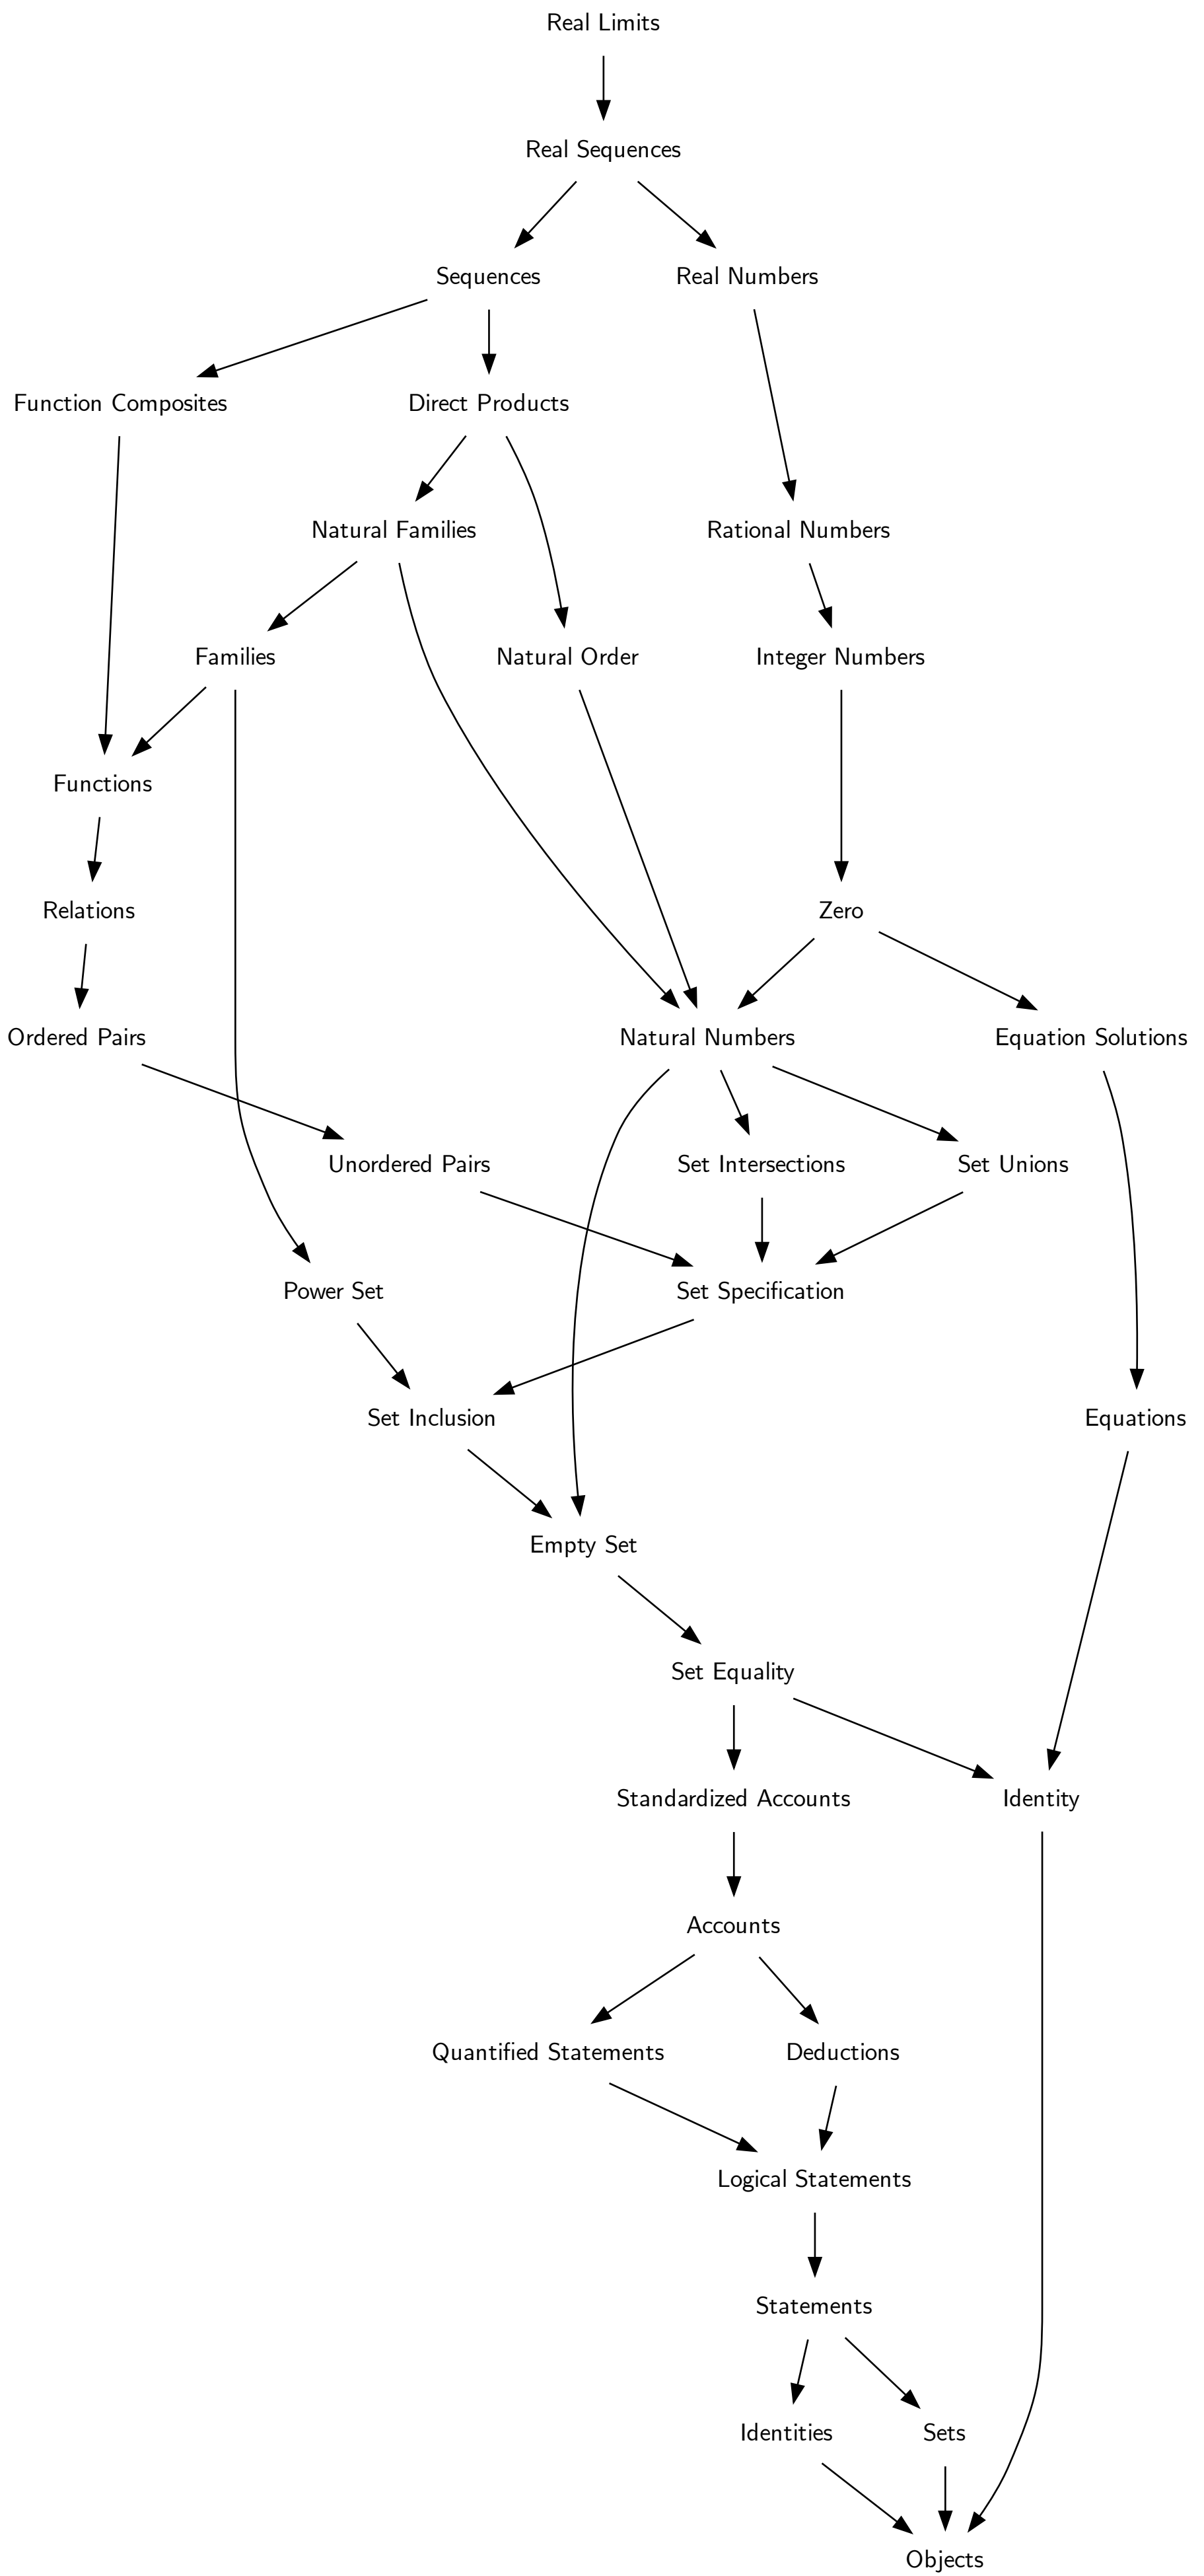 Real Limits
Real Sequences
Sequences
Real Numbers
Function Composites
Direct Products
Natural Families
Rational Numbers
Families
Natural Order
Integer Numbers
Functions
Relations
Zero
Ordered Pairs
Natural Numbers
Equation Solutions
Unordered Pairs
Set Intersections
Set Unions
Power Set
Set Specification
Set Inclusion
Equations
Empty Set
Set Equality
Standardized Accounts
Identity
Accounts
Quantified Statements
Deductions
Logical Statements
Statements
Identities
Sets
Objects